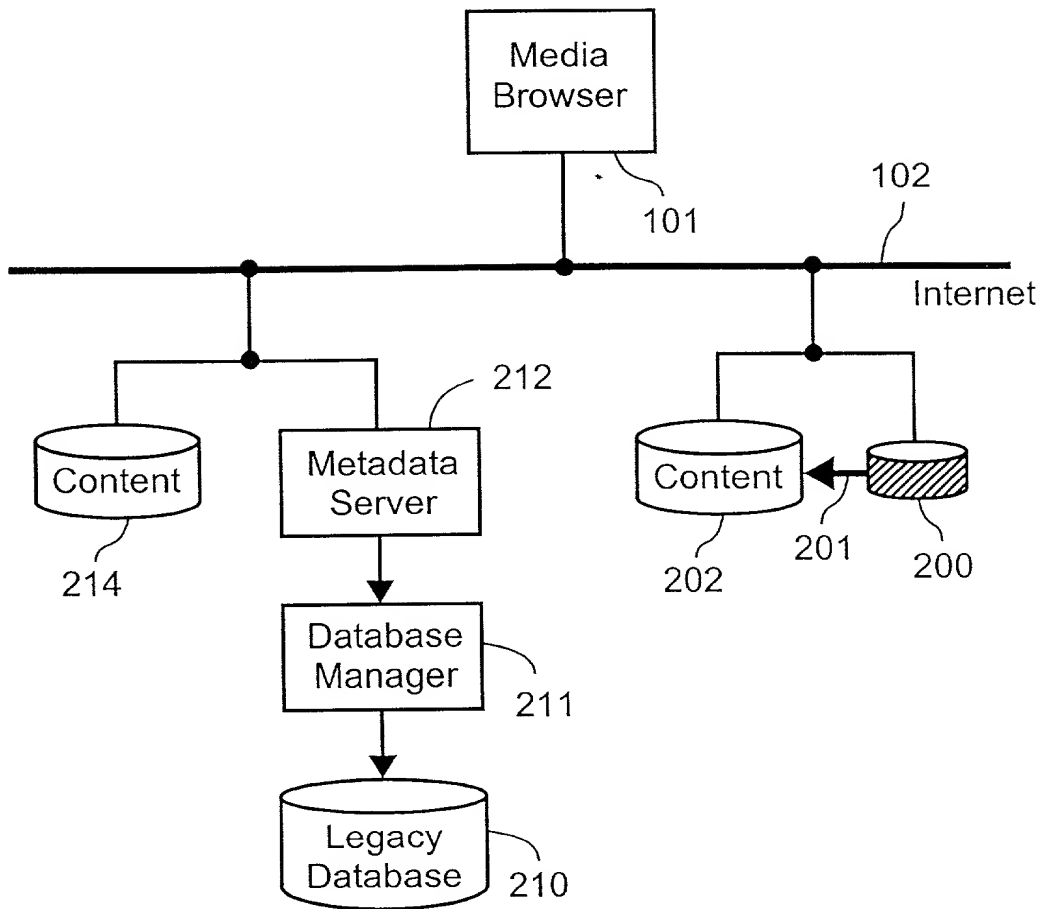 Media
Browser
101
102
Internet
212
Content
214
Metadata
Server
Content
202
201
200
Database
Manager
211
Legacy
Database
210